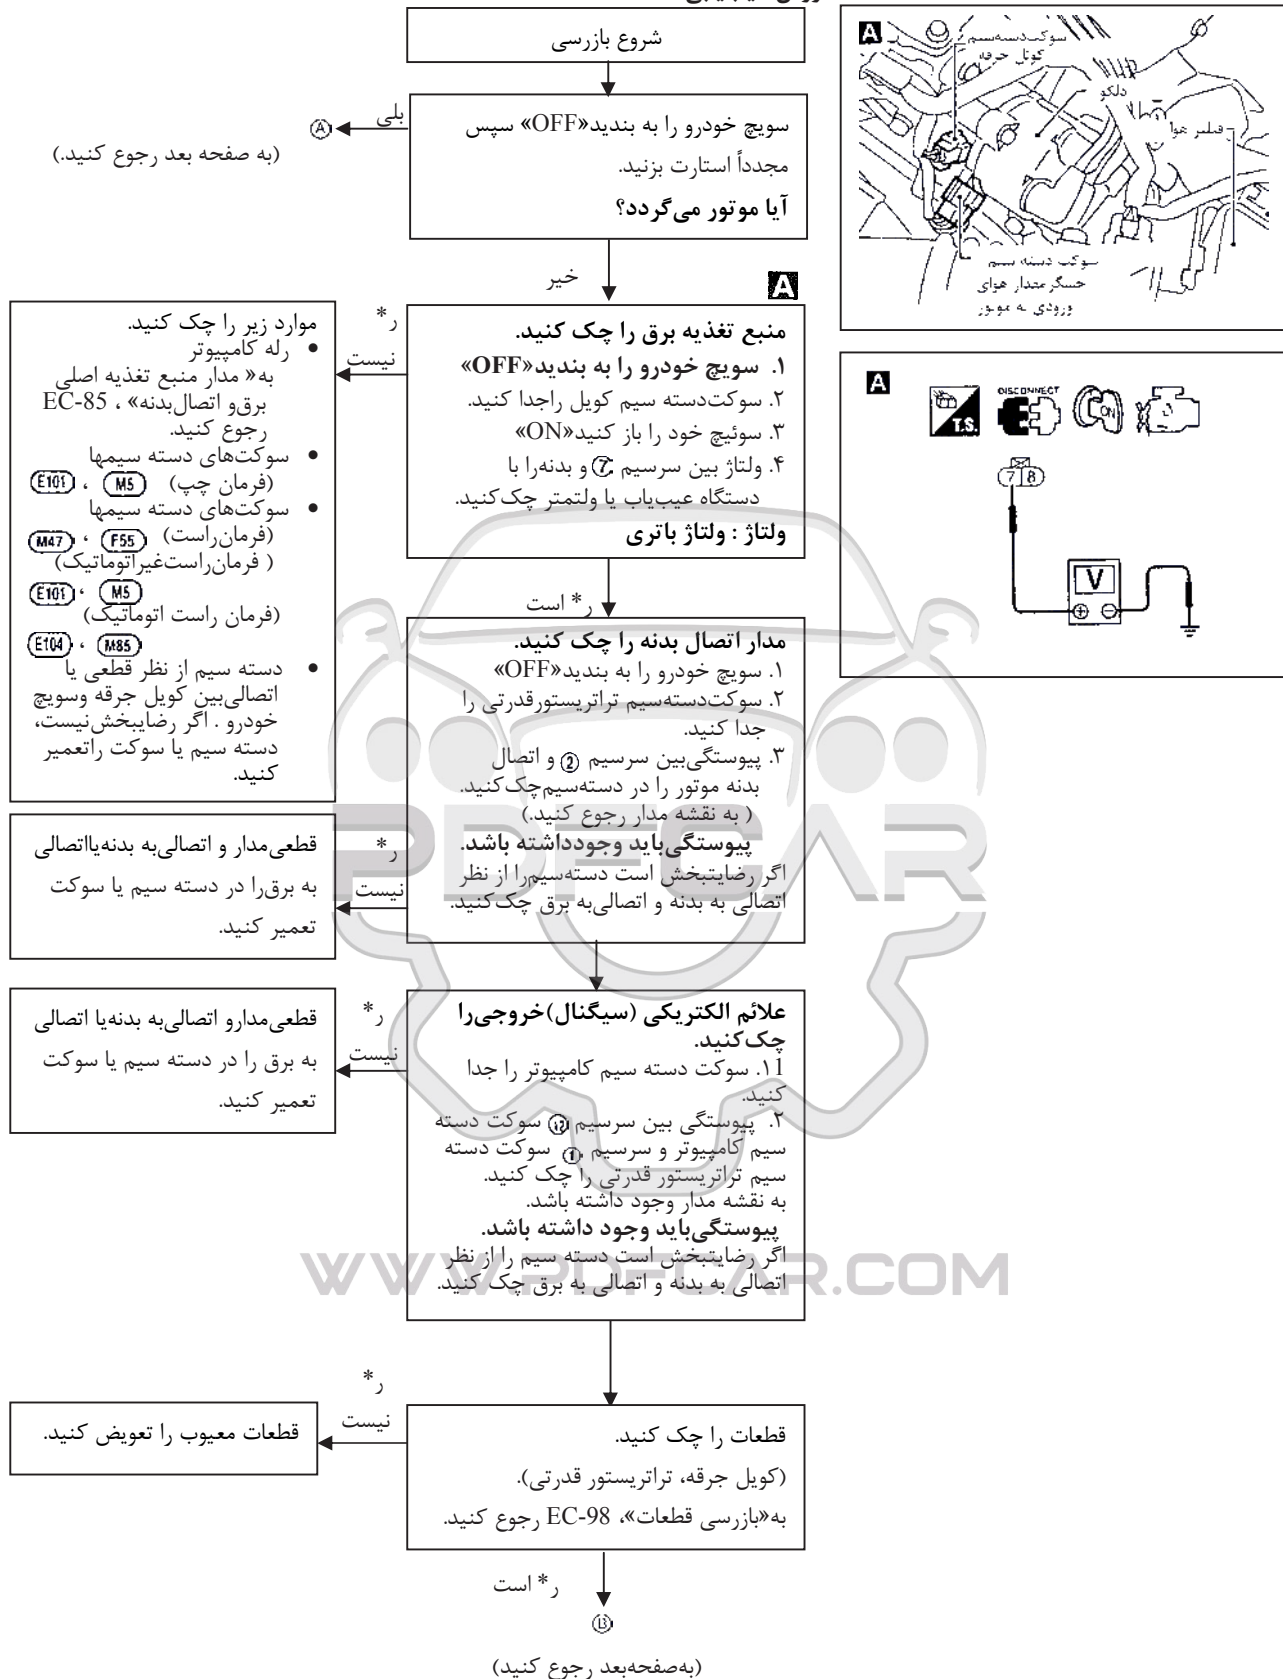 شروع بازرسی
سویچ خودرو را به بندید«OFF» سپس
مجدداً استارت بزنید.
آیا موتور می‌گردد؟
بلی
A
(به صفحه بعد رجوع کنید.)
خیر
A
منبع تغذیه برق را چک کنید.
۱. سویچ خودرو را به بندید«OFF»
۲. سوکت‌دسته سیم کویل راجدا کنید.
۳. سوئیچ خود را باز کنید«ON»
۴. ولتاژ بین سرسیم 7 و بدنه‌را با
دستگاه عیب‌یاب یا ولتمتر چک‌کنید.
ولتاژ : ولتاژ باتری
ر*
نیست
موارد زیر را چک کنید.
• رله کامپیوتر
به« مدار منبع تغذیه اصلی
برق‌و اتصال‌بدنه» ، EC-85
رجوع کنید.
• سوکت‌های دسته سیمها
(فرمان چپ) M5 ، E101
• سوکت‌های دسته سیمها
(فرمان‌راست) F55 ، M47
( فرمان‌راست‌غیراتوماتیک)
M5 ، E101
(فرمان راست اتوماتیک)
M85 ، E104
• دسته سیم از نظر قطعی یا
اتصالی‌بین کویل جرقه وسویچ
خودرو . اگر رضایبخش‌نیست،
دسته سیم یا سوکت راتعمیر
کنید.
ر* است
مدار اتصال بدنه را چک کنید.
۱. سویچ خودرو را به بندید«OFF»
۲. سوکت‌دسته‌سیم تراتریستورقدرتی را
جدا کنید.
۳. پیوستگی‌بین سرسیم 2 و اتصال
بدنه موتور را در دسته‌سیم‌چک‌کنید.
( به نقشه مدار رجوع کنید.)
پیوستگی‌باید وجودداشته باشد.
اگر رضایتبخش است دسته‌سیم‌را از نظر
اتصالی به بدنه و اتصالی‌به برق چک‌کنید.
ر*
نیست
قطعی‌مدار و اتصالی‌به بدنه‌یااتصالی
به برق‌را در دسته سیم یا سوکت
تعمیر کنید.
علائم الکتریکی (سیگنال)خروجی‌را
چک‌کنید.
۱1. سوکت دسته سیم کامپیوتر را جدا
کنید.
۲. پیوستگی بین سرسیم سوکت دسته
سیم کامپیوتر و سرسیم 1 سوکت دسته
سیم تراتریستور قدرتی را چک کنید.
به نقشه مدار وجود داشته باشد.
پیوستگی‌باید وجود داشته باشد.
اگر رضایتبخش است دسته سیم را از نظر
اتصالی به بدنه و اتصالی به برق چک کنید.
ر*
نیست
قطعی‌مدارو اتصالی‌به بدنه‌یا اتصالی
به برق را در دسته سیم یا سوکت
تعمیر کنید.
قطعات را چک کنید.
(کویل جرقه، تراتریستور قدرتی).
به«بازرسی قطعات»، EC-98 رجوع کنید.
ر*
نیست
قطعات معیوب را تعویض کنید.
ر* است
(به‌صفحه‌بعد رجوع کنید)
A
سوکت‌دسته‌سیم
کویل جرقه
دلکو
فیلتر هوا
سوکت دسته سیم
حسگر مقدار هوای
ورودی به موتور
A
T.S.
DISCONNECT
ON
7 8
V
+ −
PDFCAR
WWW.PDFCAR.COM